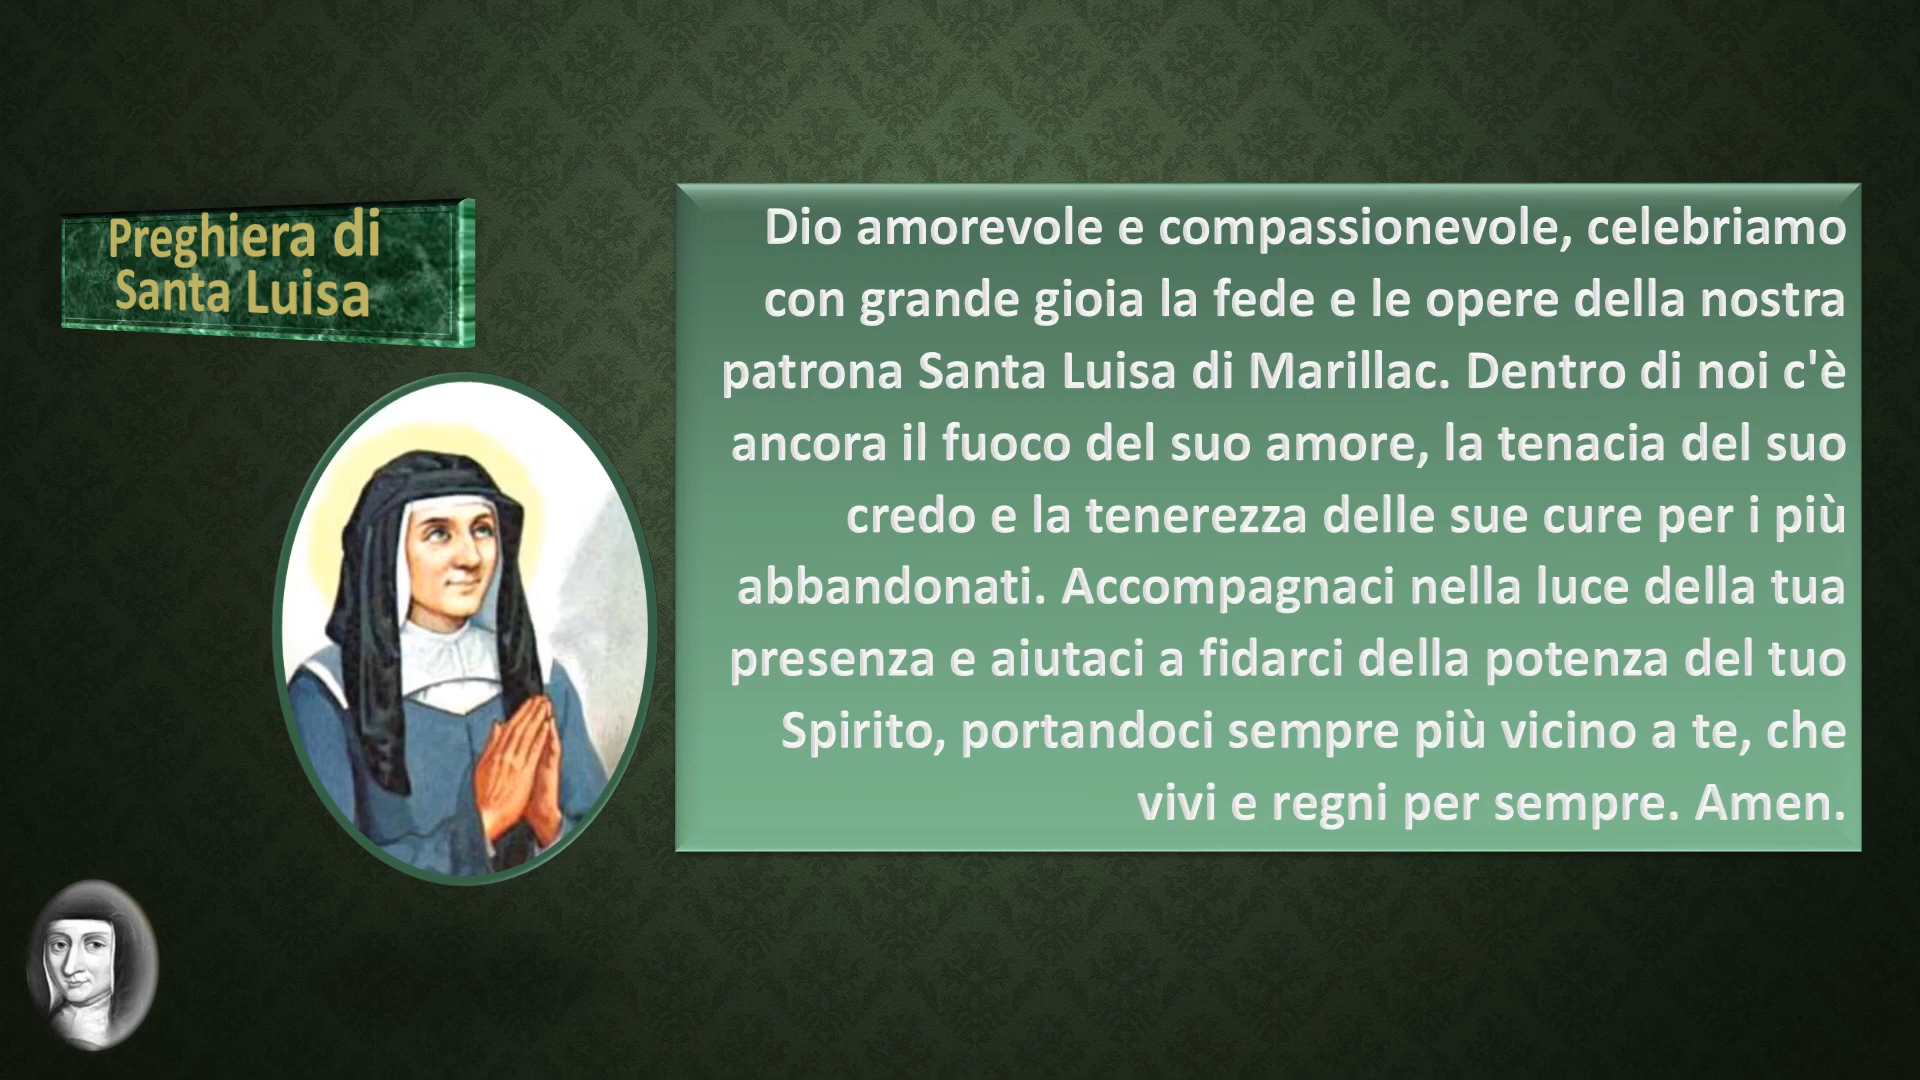 Preghiera di
Santa Luisa
Dio amorevole e compassionevole, celebriamo
con grande gioia la fede e le opere della nostra
patrona Santa Luisa di Marillac. Dentro di noi c'è
ancora il fuoco del suo amore, la tenacia del suo
credo e la tenerezza delle sue cure per i più
abbandonati. Accompagnaci nella luce della tua
presenza e aiutaci a fidarci della potenza del tuo
Spirito, portandoci sempre più vicino a te, che
vivi e regni per sempre. Amen.